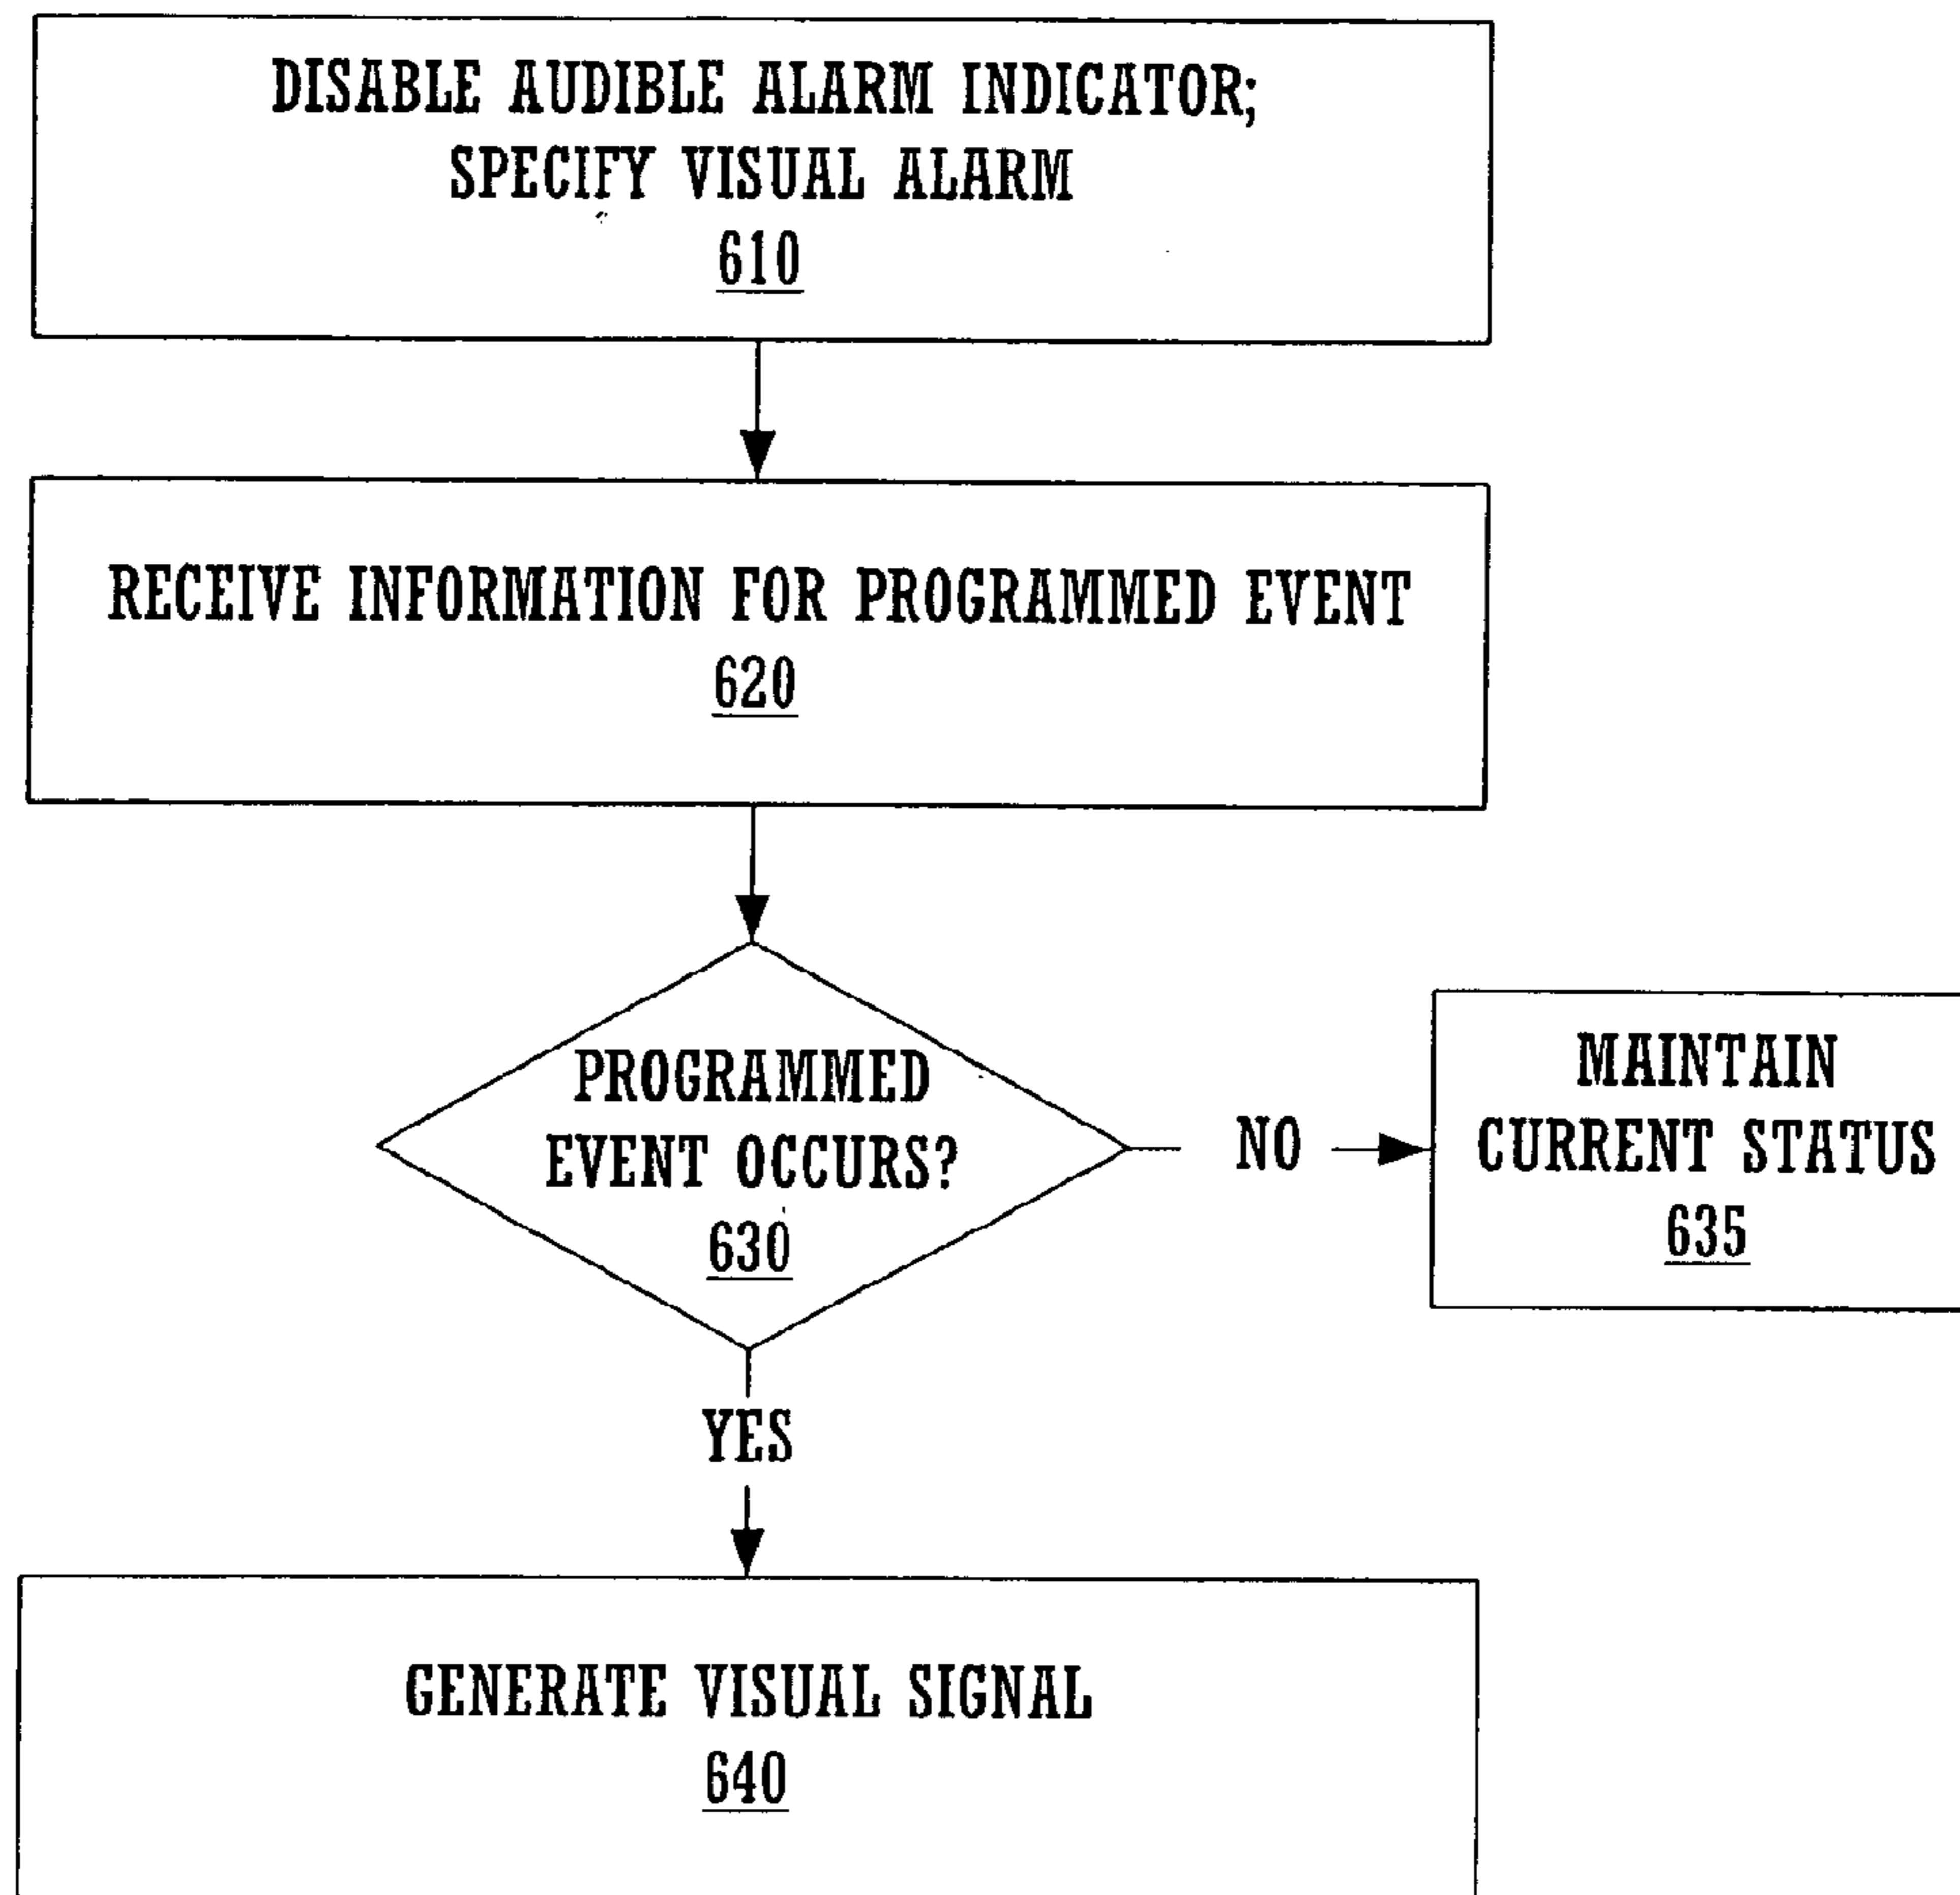 DISABLE AUDIBLE ALARM INDICATOR;
SPECIFY VISUAL ALARM
610
RECEIVE INFORMATION FOR PROGRAMMED EVENT
620
PROGRAMMED
EVENT OCCURS?
630
NO
MAINTAIN
CURRENT STATUS
635
YES
GENERATE VISUAL SIGNAL
640